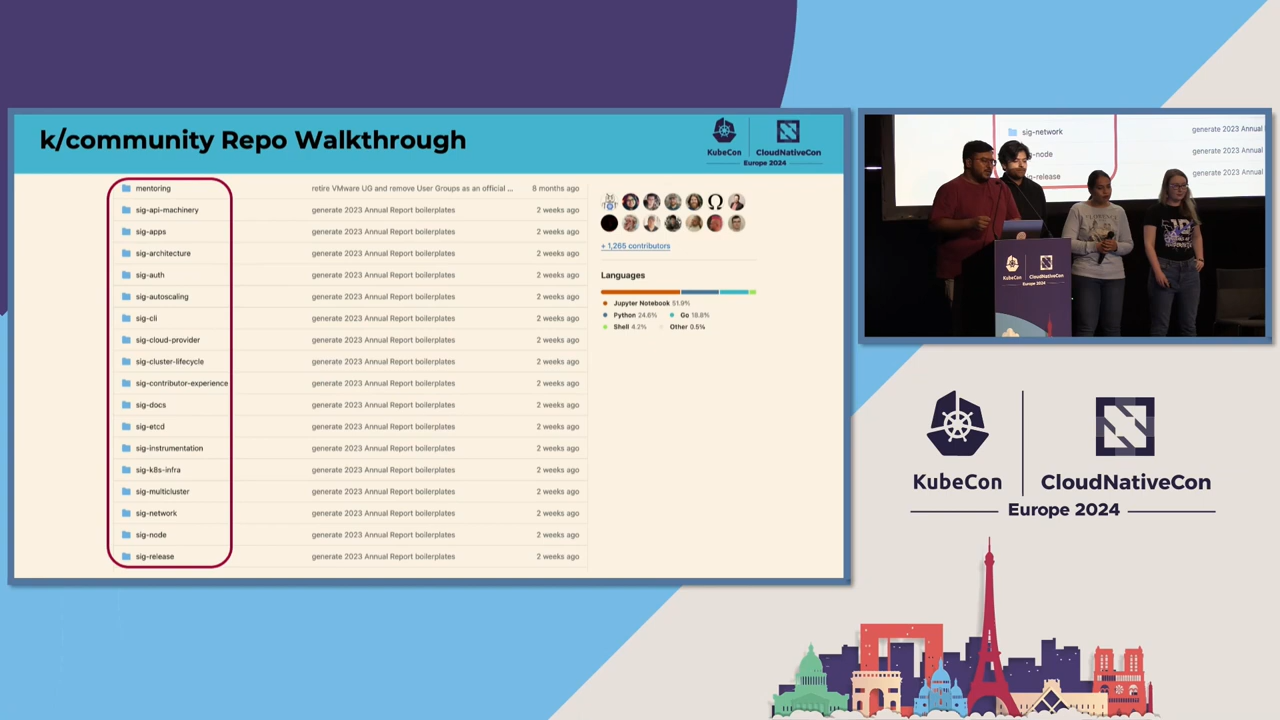 k/community Repo Walkthrough
KubeCon CloudNativeCon
Europe 2024
mentoring retire VMware UG and remove User Groups as an official ... 8 months ago
sig-api-machinery generate 2023 Annual Report boilerplates 2 weeks ago
sig-apps generate 2023 Annual Report boilerplates 2 weeks ago
sig-architecture generate 2023 Annual Report boilerplates 2 weeks ago
sig-auth generate 2023 Annual Report boilerplates 2 weeks ago
sig-autoscaling generate 2023 Annual Report boilerplates 2 weeks ago
sig-cli generate 2023 Annual Report boilerplates 2 weeks ago
sig-cloud-provider generate 2023 Annual Report boilerplates 2 weeks ago
sig-cluster-lifecycle generate 2023 Annual Report boilerplates 2 weeks ago
sig-contributor-experience generate 2023 Annual Report boilerplates 2 weeks ago
sig-docs generate 2023 Annual Report boilerplates 2 weeks ago
sig-etcd generate 2023 Annual Report boilerplates 2 weeks ago
sig-instrumentation generate 2023 Annual Report boilerplates 2 weeks ago
sig-k8s-infra generate 2023 Annual Report boilerplates 2 weeks ago
sig-multicluster generate 2023 Annual Report boilerplates 2 weeks ago
sig-network generate 2023 Annual Report boilerplates 2 weeks ago
sig-node generate 2023 Annual Report boilerplates 2 weeks ago
sig-release generate 2023 Annual Report boilerplates 2 weeks ago
+ 1,265 contributors
Languages
Jupyter Notebook 51.9%
Python 24.6% Go 18.8%
Shell 4.2% Other 0.5%
sig-network generate 2023 Annual
-node generate 2023 Annual
-release generate 2023 Annual
KubeCon CloudNativeCon
Europe 2024
KubeCon CloudNativeCon
Europe 2024